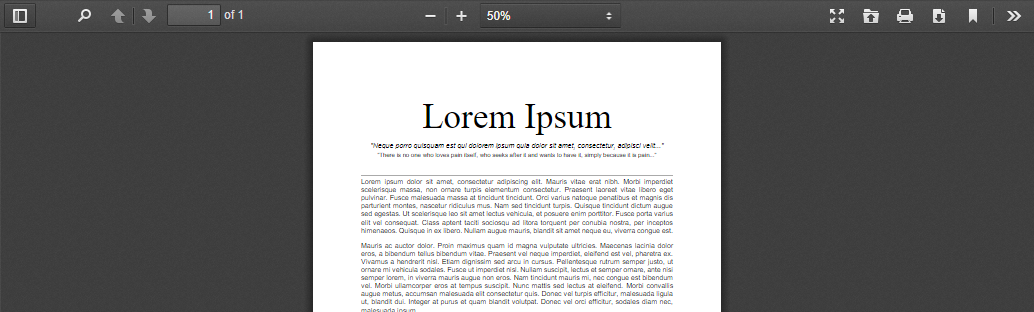 1 of 1 50%
Lorem Ipsum
"Neque porro quisquam est qui dolorem ipsum quia dolor sit amet, consectetur, adipisci velit..."
"There is no one who loves pain itself, who seeks after it and wants to have it, simply because it is pain..."
Lorem ipsum dolor sit amet, consectetur adipiscing elit. Mauris vitae erat nibh. Morbi imperdiet
scelerisque massa, non ornare turpis elementum consectetur. Praesent laoreet vitae libero eget
pulvinar. Fusce malesuada massa at tincidunt tincidunt. Orci varius natoque penatibus et magnis dis
parturient montes, nascetur ridiculus mus. Nam sed tincidunt turpis. Quisque tincidunt dictum augue
sed egestas. Ut scelerisque leo sit amet lectus vehicula, et posuere enim porttitor. Fusce porta varius
elit vel consequat. Class aptent taciti sociosqu ad litora torquent per conubia nostra, per inceptos
himenaeos. Quisque in ex libero. Nullam augue mauris, blandit sit amet neque eu, viverra congue est.
Mauris ac auctor dolor. Proin maximus quam id magna vulputate ultricies. Maecenas lacinia dolor
eros, a bibendum tellus bibendum vitae. Praesent vel neque imperdiet, eleifend est vel, pharetra ex.
Vivamus a hendrerit nisl. Etiam dignissim sed arcu in cursus. Pellentesque rutrum semper justo, ut
ornare mi vehicula sodales. Fusce ut imperdiet nisl. Nullam suscipit, lectus et semper ornare, ante nisi
semper lorem, in viverra mauris augue non eros. Nam tincidunt mauris mi, nec congue est bibendum
vel. Morbi ullamcorper eros at tempus suscipit. Nunc mattis sed lectus at eleifend. Morbi convallis
augue metus, accumsan malesuada elit consectetur quis. Donec vel turpis efficitur, malesuada ligula
ut, blandit dui. Integer at purus et quam blandit volutpat. Donec vel orci efficitur, sodales diam nec,
malesuada ipsum.